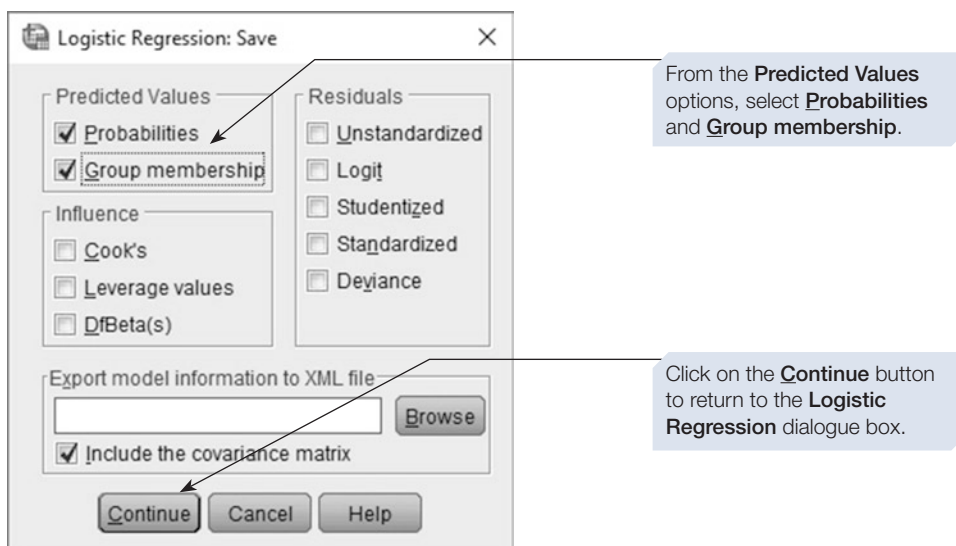 Logistic Regression: Save
Predicted Values
Probabilities
Group membership
Influence
Cook's
Leverage values
DfBeta(s)
Residuals
Unstandardized
Logit
Studentized
Standardized
Deviance
Export model information to XML file
Browse
Include the covariance matrix
Continue
Cancel
Help
From the Predicted Values
options, select Probabilities
and Group membership.
Click on the Continue button
to return to the Logistic
Regression dialogue box.